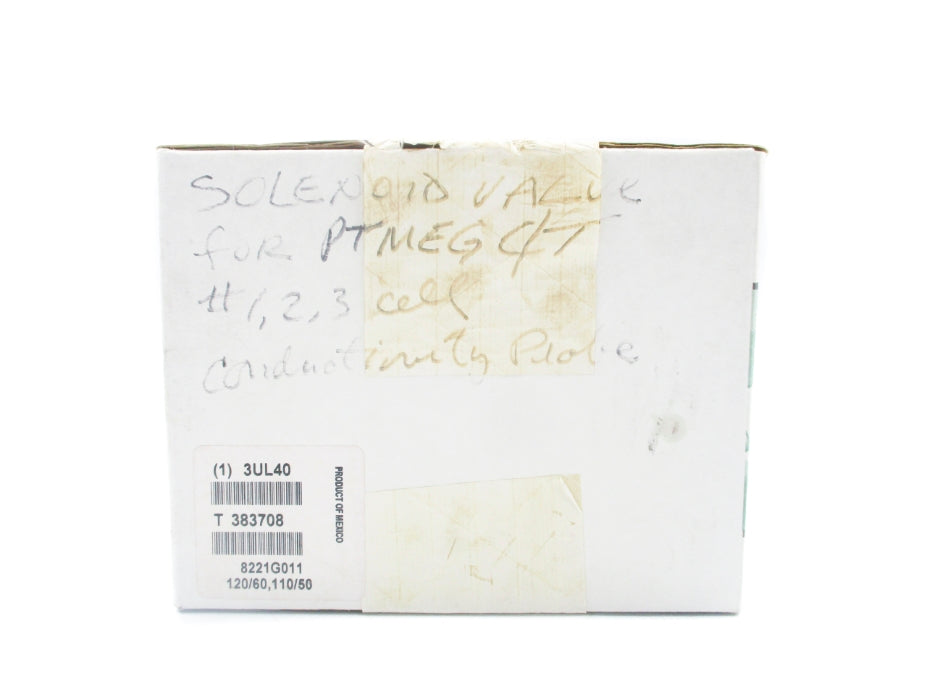 SOLENOID VALVE
for PTMEG C/T
#1,2,3 cell
conductivity Probe
(1) 3UL40
PRODUCT OF MEXICO
T 383708
8221G011
120/60,110/50